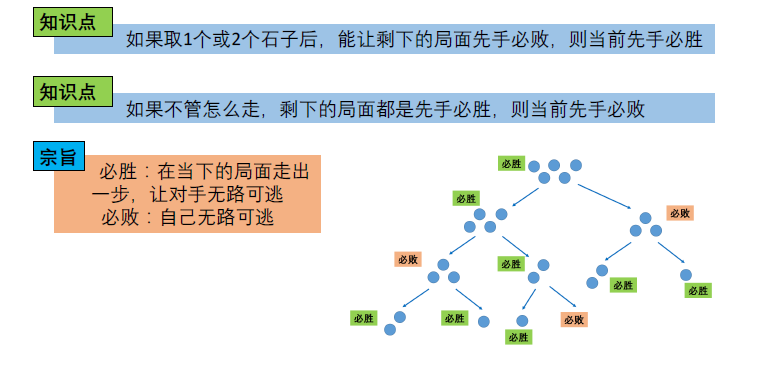 知识点
如果取1个或2个石子后，能让剩下的局面先手必败，则当前先手必胜
知识点
如果不管怎么走，剩下的局面都是先手必胜，则当前先手必败
宗旨
必胜：在当下的局面走出
一步，让对手无路可逃
必败：自己无路可逃
必胜
必胜
必败
必败
必胜
必胜
必胜
必胜
必胜
必胜
必败